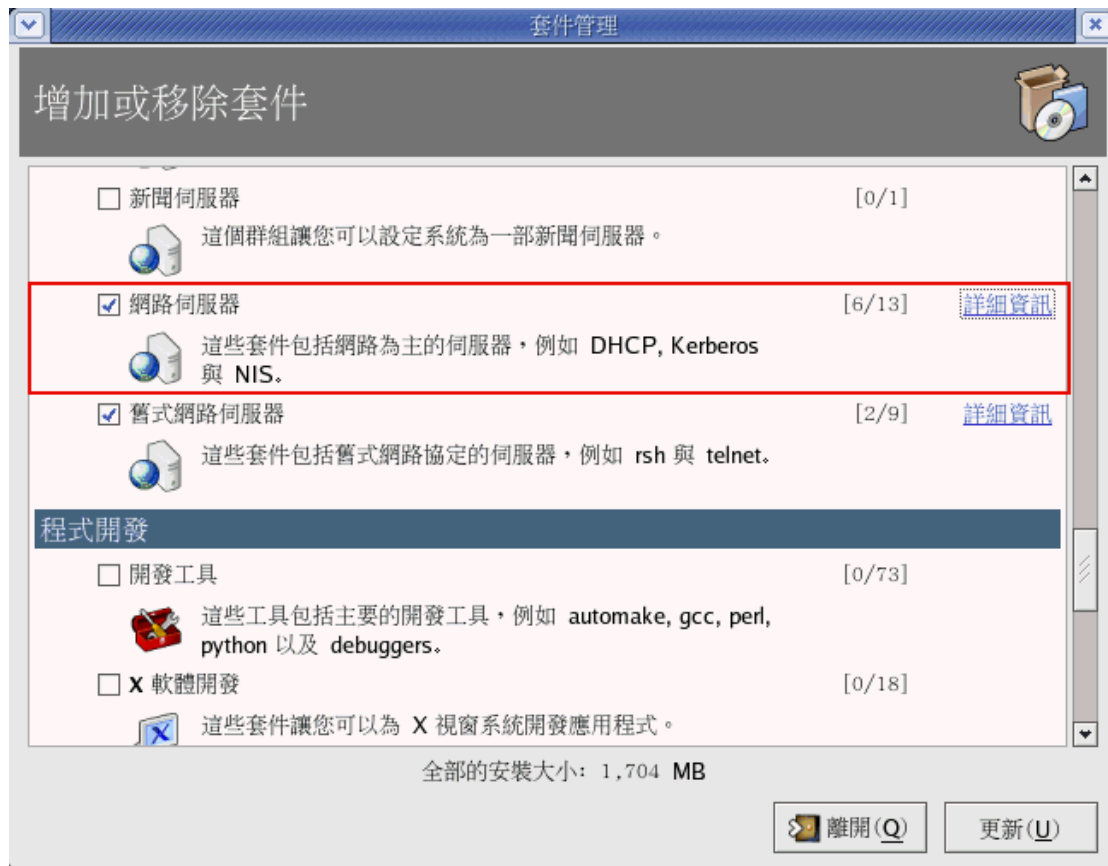 套件管理
增加或移除套件
新聞伺服器 [0/1]
這個群組讓您可以設定系統為一部新聞伺服器。
網路伺服器 [6/13] 詳細資訊
這些套件包括網路為主的伺服器，例如 DHCP, Kerberos
與 NIS。
舊式網路伺服器 [2/9] 詳細資訊
這些套件包括舊式網路協定的伺服器，例如 rsh 與 telnet。
程式開發
開發工具 [0/73]
這些工具包括主要的開發工具，例如 automake, gcc, perl,
python 以及 debuggers。
X 軟體開發 [0/18]
這些套件讓您可以為 X 視窗系統開發應用程式。
全部的安裝大小: 1,704 MB
離開(Q) 更新(U)